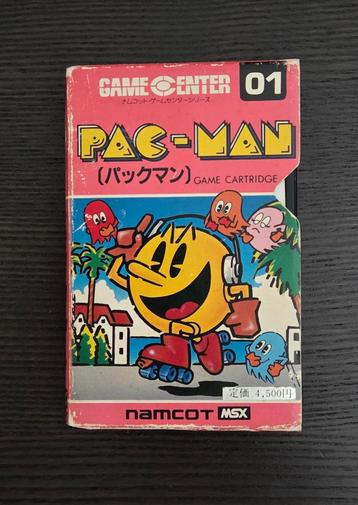 GAME CENTER 01
ナムコット・ゲームセンターシリーズ
PAC-MAN
(パックマン) GAME CARTRIDGE
定価 4,500円
namcot MSX